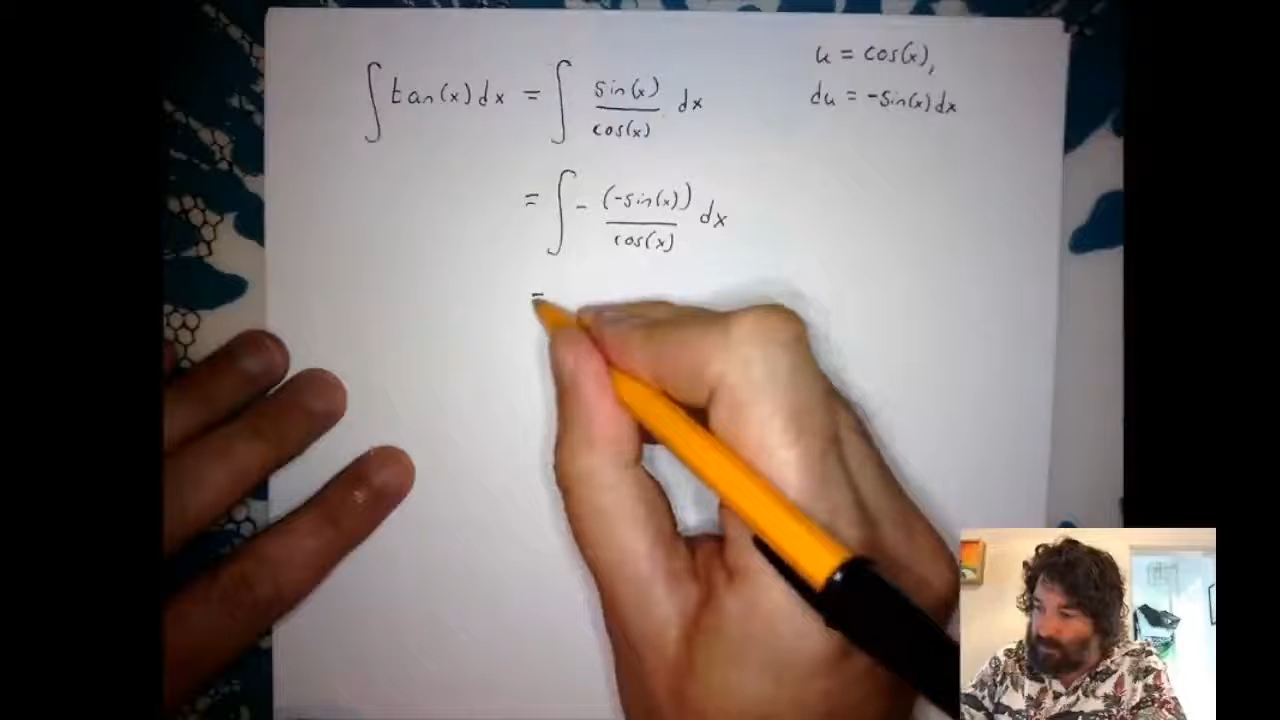 ∫ tan(x) dx = ∫ sin(x)/cos(x) dx
= ∫ - (-sin(x))/cos(x) dx
=
u = cos(x),
du = -sin(x) dx